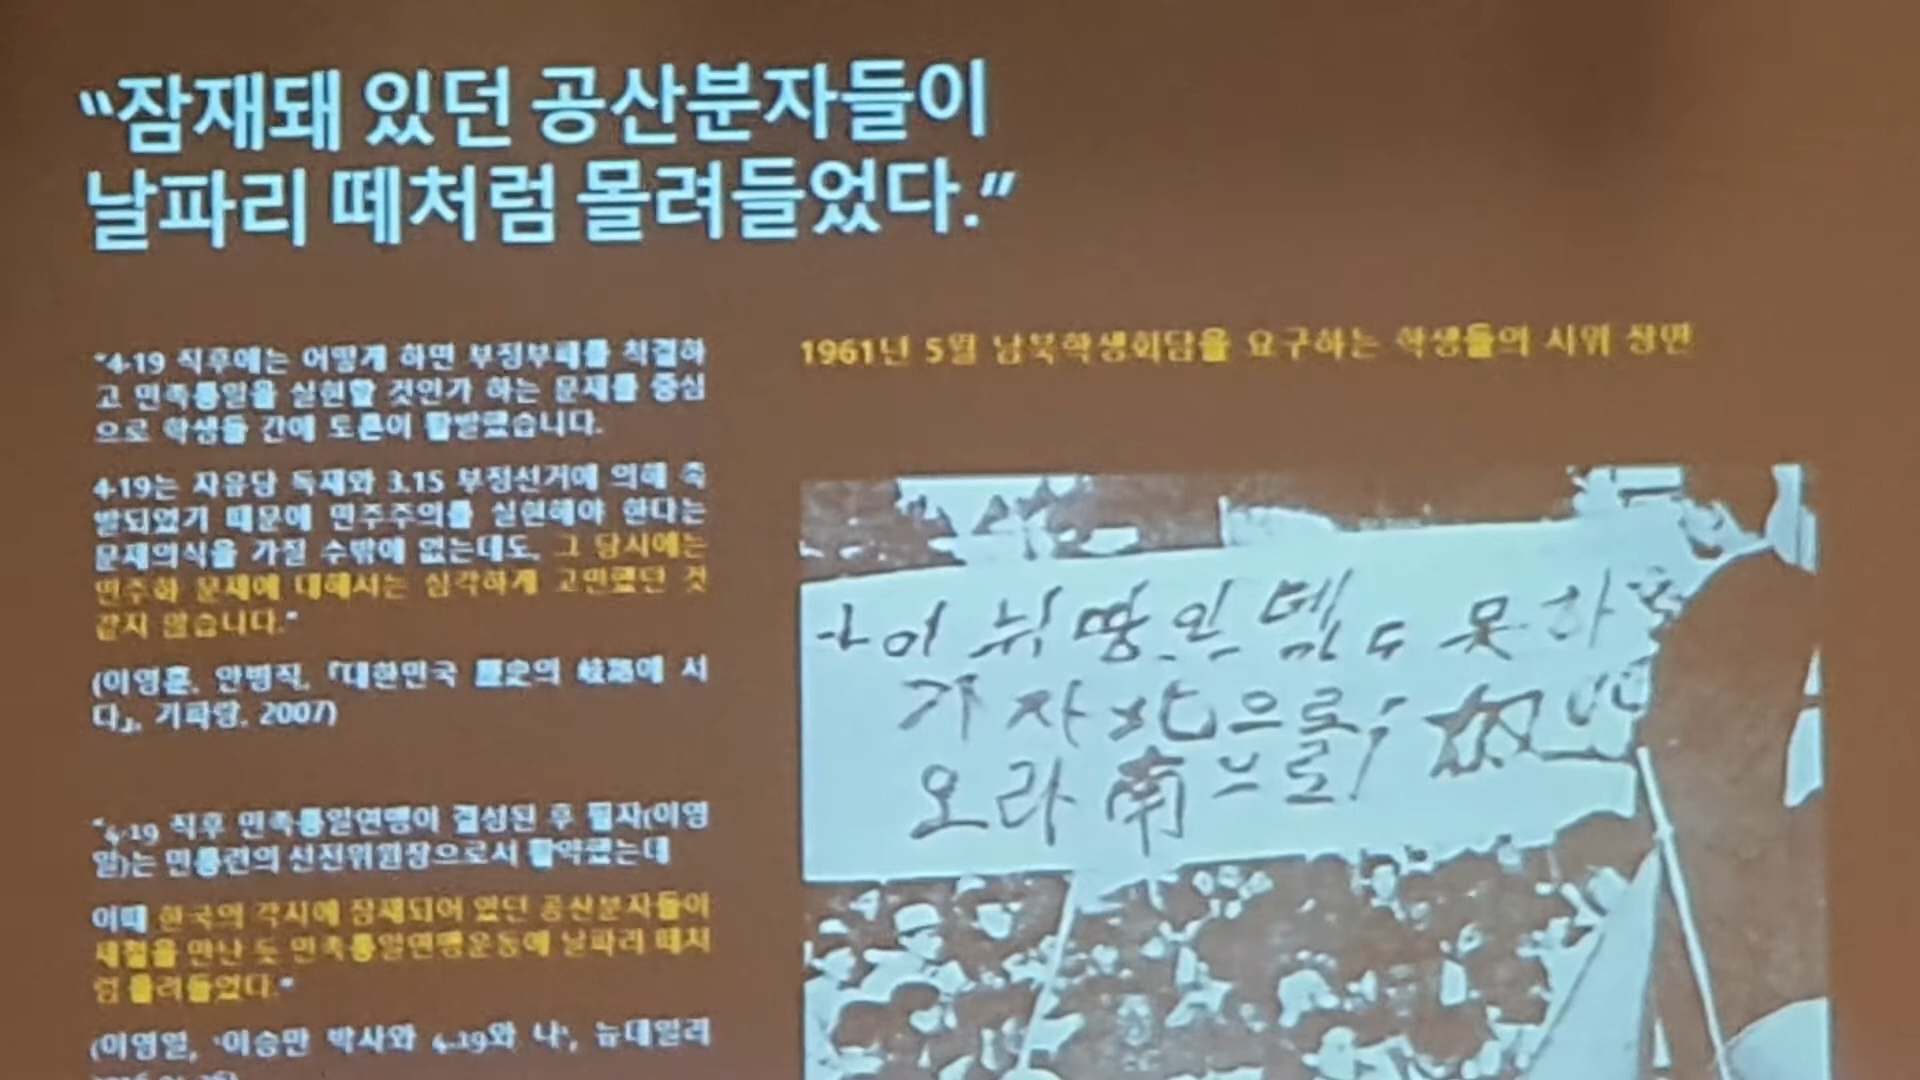 “잠재돼 있던 공산분자들이
날파리 떼처럼 몰려들었다.”
“4·19 직후에는 어떻게 하면 부정부패를 척결하
고 민족통일을 실현할 것인가 하는 문제를 중심
으로 학생들 간에 토론이 활발했습니다.
4·19는 자유당 독재와 3.15 부정선거에 의해 촉
발되었기 때문에 민주주의를 실현해야 한다는
문제의식을 가질 수밖에 없는데도, 그 당시에는
민주화 문제에 대해서는 심각하게 고민했던 것
같지 않습니다.”
(이영훈, 안병직, 『대한민국 歷史의 岐路에 서
다』, 기파랑, 2007)
“4·19 직후 민족통일연맹이 결성된 후 필자(이영
일)는 민통련의 선전위원장으로서 활약했는데
이때 한국의 각시에 잠재되어 있던 공산분자들이
제철을 만난 듯 민족통일연맹운동에 날파리 떼처
럼 몰려들었다.”
(이영일, '이승만 박사와 4.19와 나', 뉴데일리
1961년 5월 남북학생회담을 요구하는 학생들의 시위 장면
이 뉘 땅인데 도 못 하
가자 北으로!
오라 南으로!